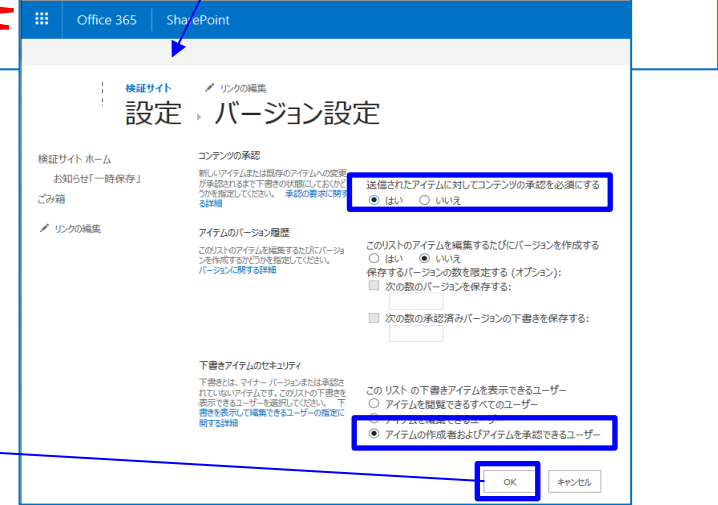 Office 365 SharePoint
検証サイト リンクの編集
設定 › バージョン設定
検証サイト ホーム
お知らせ「一時保存」
ごみ箱
リンクの編集
コンテンツの承認
新しいアイテムまたは既存のアイテムへの変更
が承認されるまで下書きの状態にしておくかど
うかを指定してください。 承認の要求に関す
る詳細
送信されたアイテムに対してコンテンツの承認を必須にする
はい いいえ
アイテムのバージョン履歴
このリストのアイテムを編集するたびにバージョ
ンを作成するかどうかを指定してください。
バージョンに関する詳細
このリストのアイテムを編集するたびにバージョンを作成する
はい いいえ
保存するバージョンの数を限定する (オプション):
次の数のバージョンを保存する:
次の数の承認済みバージョンの下書きを保存する:
下書きアイテムのセキュリティ
下書きとは、マイナー バージョンまたは承認さ
れていないアイテムです。このリストの下書きを
表示できるユーザーを選択してください。 下
書きを表示して編集できるユーザーの指定に
関する詳細
この リスト の下書きアイテムを表示できるユーザー
アイテムを閲覧できるすべてのユーザー
アイテムを編集できるユーザー
アイテムの作成者およびアイテムを承認できるユーザー
OK キャンセル